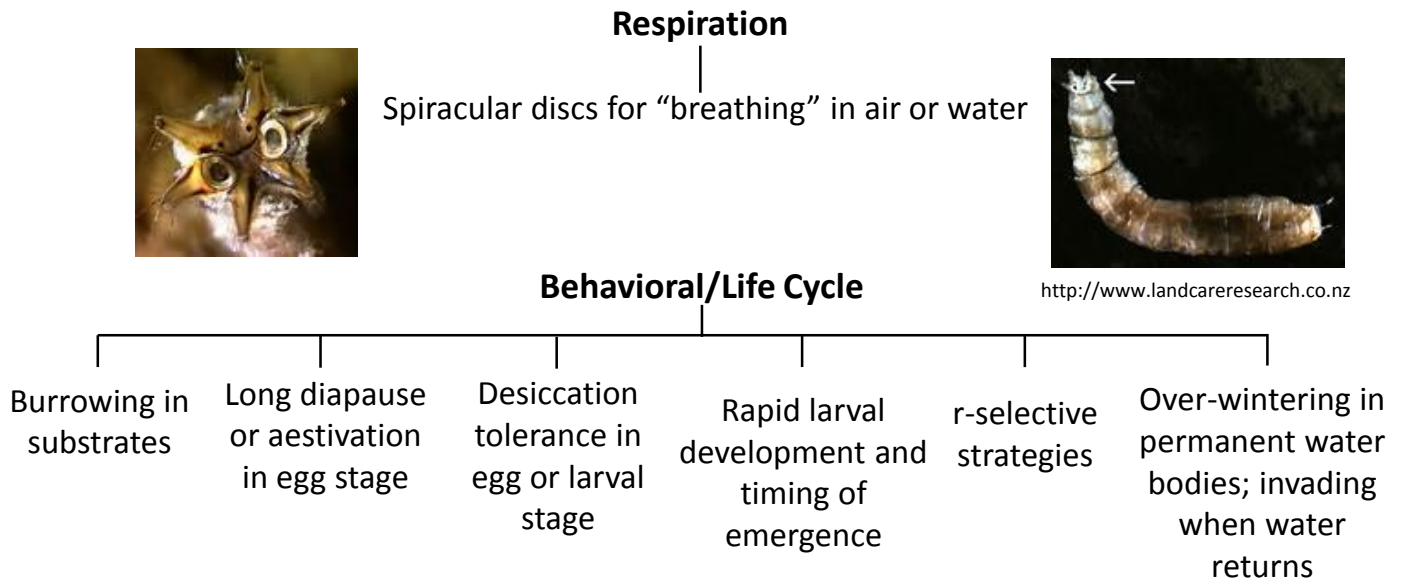 Respiration
Spiracular discs for “breathing” in air or water
http://www.landcareresearch.co.nz
Behavioral/Life Cycle
Burrowing in
substrates
Long diapause
or aestivation
in egg stage
Desiccation
tolerance in
egg or larval
stage
Rapid larval
development and
timing of
emergence
r-selective
strategies
Over-wintering in
permanent water
bodies; invading
when water
returns